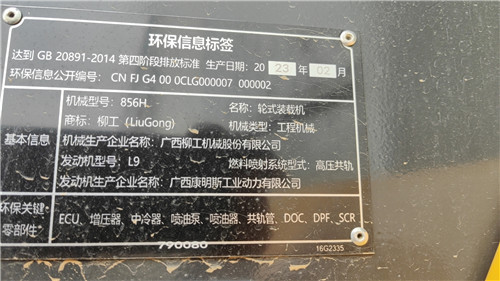 环保信息标签
达到 GB 20891-2014 第四阶段排放标准 生产日期: 20 23 年 02 月
环保信息公开编号: CN FJ G4 00 0CLG000007 000002
机械型号: 856H 名称: 轮式装载机
商标: 柳工 (LiuGong) 机械类型: 工程机械
基本信息 机械生产企业名称: 广西柳工机械股份有限公司
发动机型号: L9 燃料喷射系统型式: 高压共轨
发动机生产企业名称: 广西康明斯工业动力有限公司
环保关键零部件: ECU、增压器、中冷器、喷油泵、喷油器、共轨管、DOC、DPF、SCR
790080
16G2335